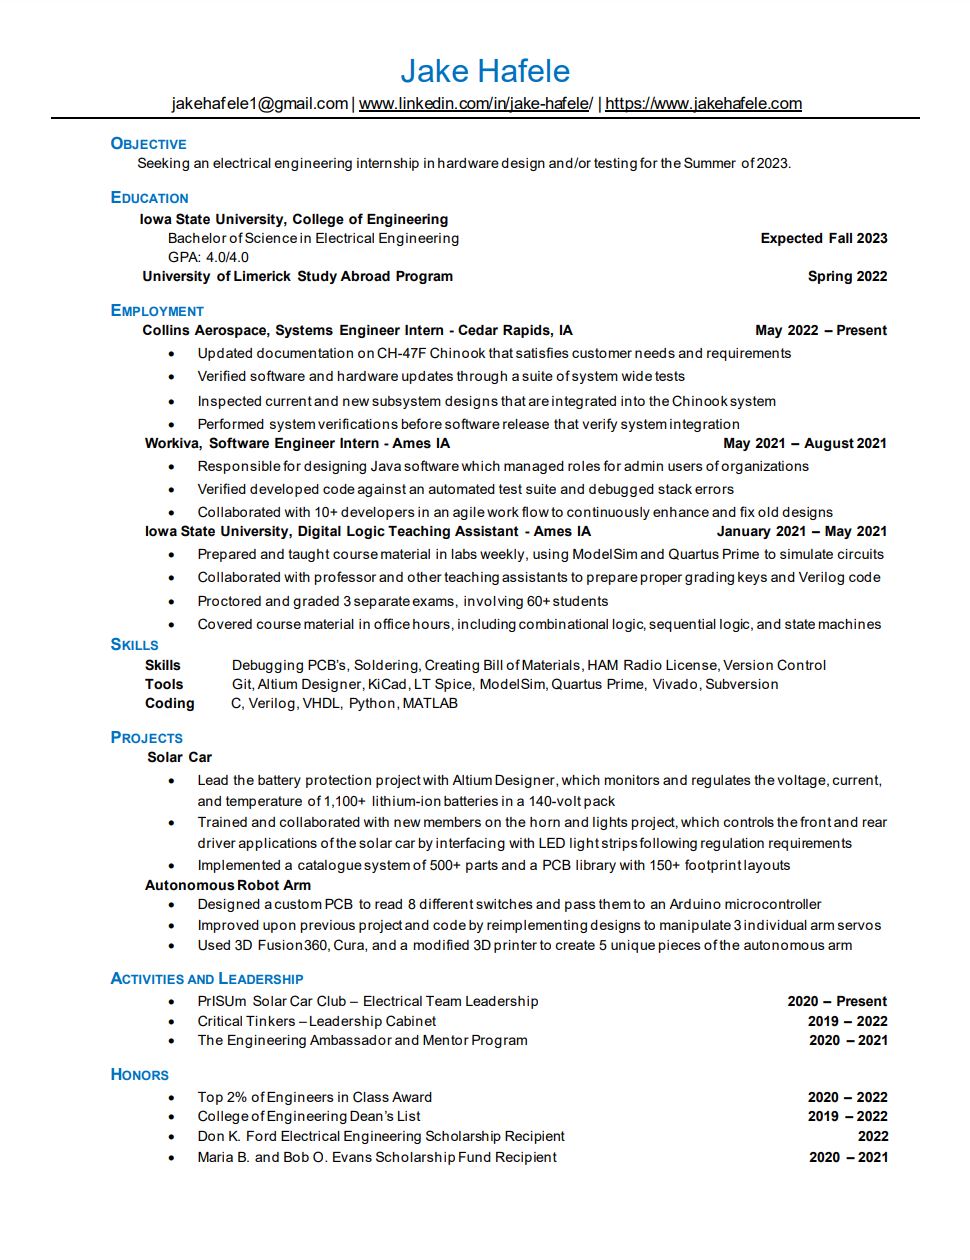 Jake Hafele
jakehafele1@gmail.com | www.linkedin.com/in/jake-hafele/ | https://www.jakehafele.com
OBJECTIVE
Seeking an electrical engineering internship in hardware design and/or testing for the Summer of 2023.
EDUCATION
Iowa State University, College of Engineering
Bachelor of Science in Electrical Engineering Expected Fall 2023
GPA: 4.0/4.0
University of Limerick Study Abroad Program Spring 2022
EMPLOYMENT
Collins Aerospace, Systems Engineer Intern - Cedar Rapids, IA May 2022 – Present
• Updated documentation on CH-47F Chinook that satisfies customer needs and requirements
• Verified software and hardware updates through a suite of system wide tests
• Inspected current and new subsystem designs that are integrated into the Chinook system
• Performed system verifications before software release that verify system integration
Workiva, Software Engineer Intern - Ames IA May 2021 – August 2021
• Responsible for designing Java software which managed roles for admin users of organizations
• Verified developed code against an automated test suite and debugged stack errors
• Collaborated with 10+ developers in an agile work flow to continuously enhance and fix old designs
Iowa State University, Digital Logic Teaching Assistant - Ames IA January 2021 – May 2021
• Prepared and taught course material in labs weekly, using ModelSim and Quartus Prime to simulate circuits
• Collaborated with professor and other teaching assistants to prepare proper grading keys and Verilog code
• Proctored and graded 3 separate exams, involving 60+ students
• Covered course material in office hours, including combinational logic, sequential logic, and state machines
SKILLS
Skills Debugging PCB's, Soldering, Creating Bill of Materials, HAM Radio License, Version Control
Tools Git, Altium Designer, KiCad, LT Spice, ModelSim, Quartus Prime, Vivado, Subversion
Coding C, Verilog, VHDL, Python, MATLAB
PROJECTS
Solar Car
• Lead the battery protection project with Altium Designer, which monitors and regulates the voltage, current,
and temperature of 1,100+ lithium-ion batteries in a 140-volt pack
• Trained and collaborated with new members on the horn and lights project, which controls the front and rear
driver applications of the solar car by interfacing with LED light strips following regulation requirements
• Implemented a catalogue system of 500+ parts and a PCB library with 150+ footprint layouts
Autonomous Robot Arm
• Designed a custom PCB to read 8 different switches and pass them to an Arduino microcontroller
• Improved upon previous project and code by reimplementing designs to manipulate 3 individual arm servos
• Used 3D Fusion360, Cura, and a modified 3D printer to create 5 unique pieces of the autonomous arm
ACTIVITIES AND LEADERSHIP
• PrISUm Solar Car Club – Electrical Team Leadership 2020 – Present
• Critical Tinkers – Leadership Cabinet 2019 – 2022
• The Engineering Ambassador and Mentor Program 2020 – 2021
HONORS
• Top 2% of Engineers in Class Award 2020 – 2022
• College of Engineering Dean's List 2019 – 2022
• Don K. Ford Electrical Engineering Scholarship Recipient 2022
• Maria B. and Bob O. Evans Scholarship Fund Recipient 2020 – 2021